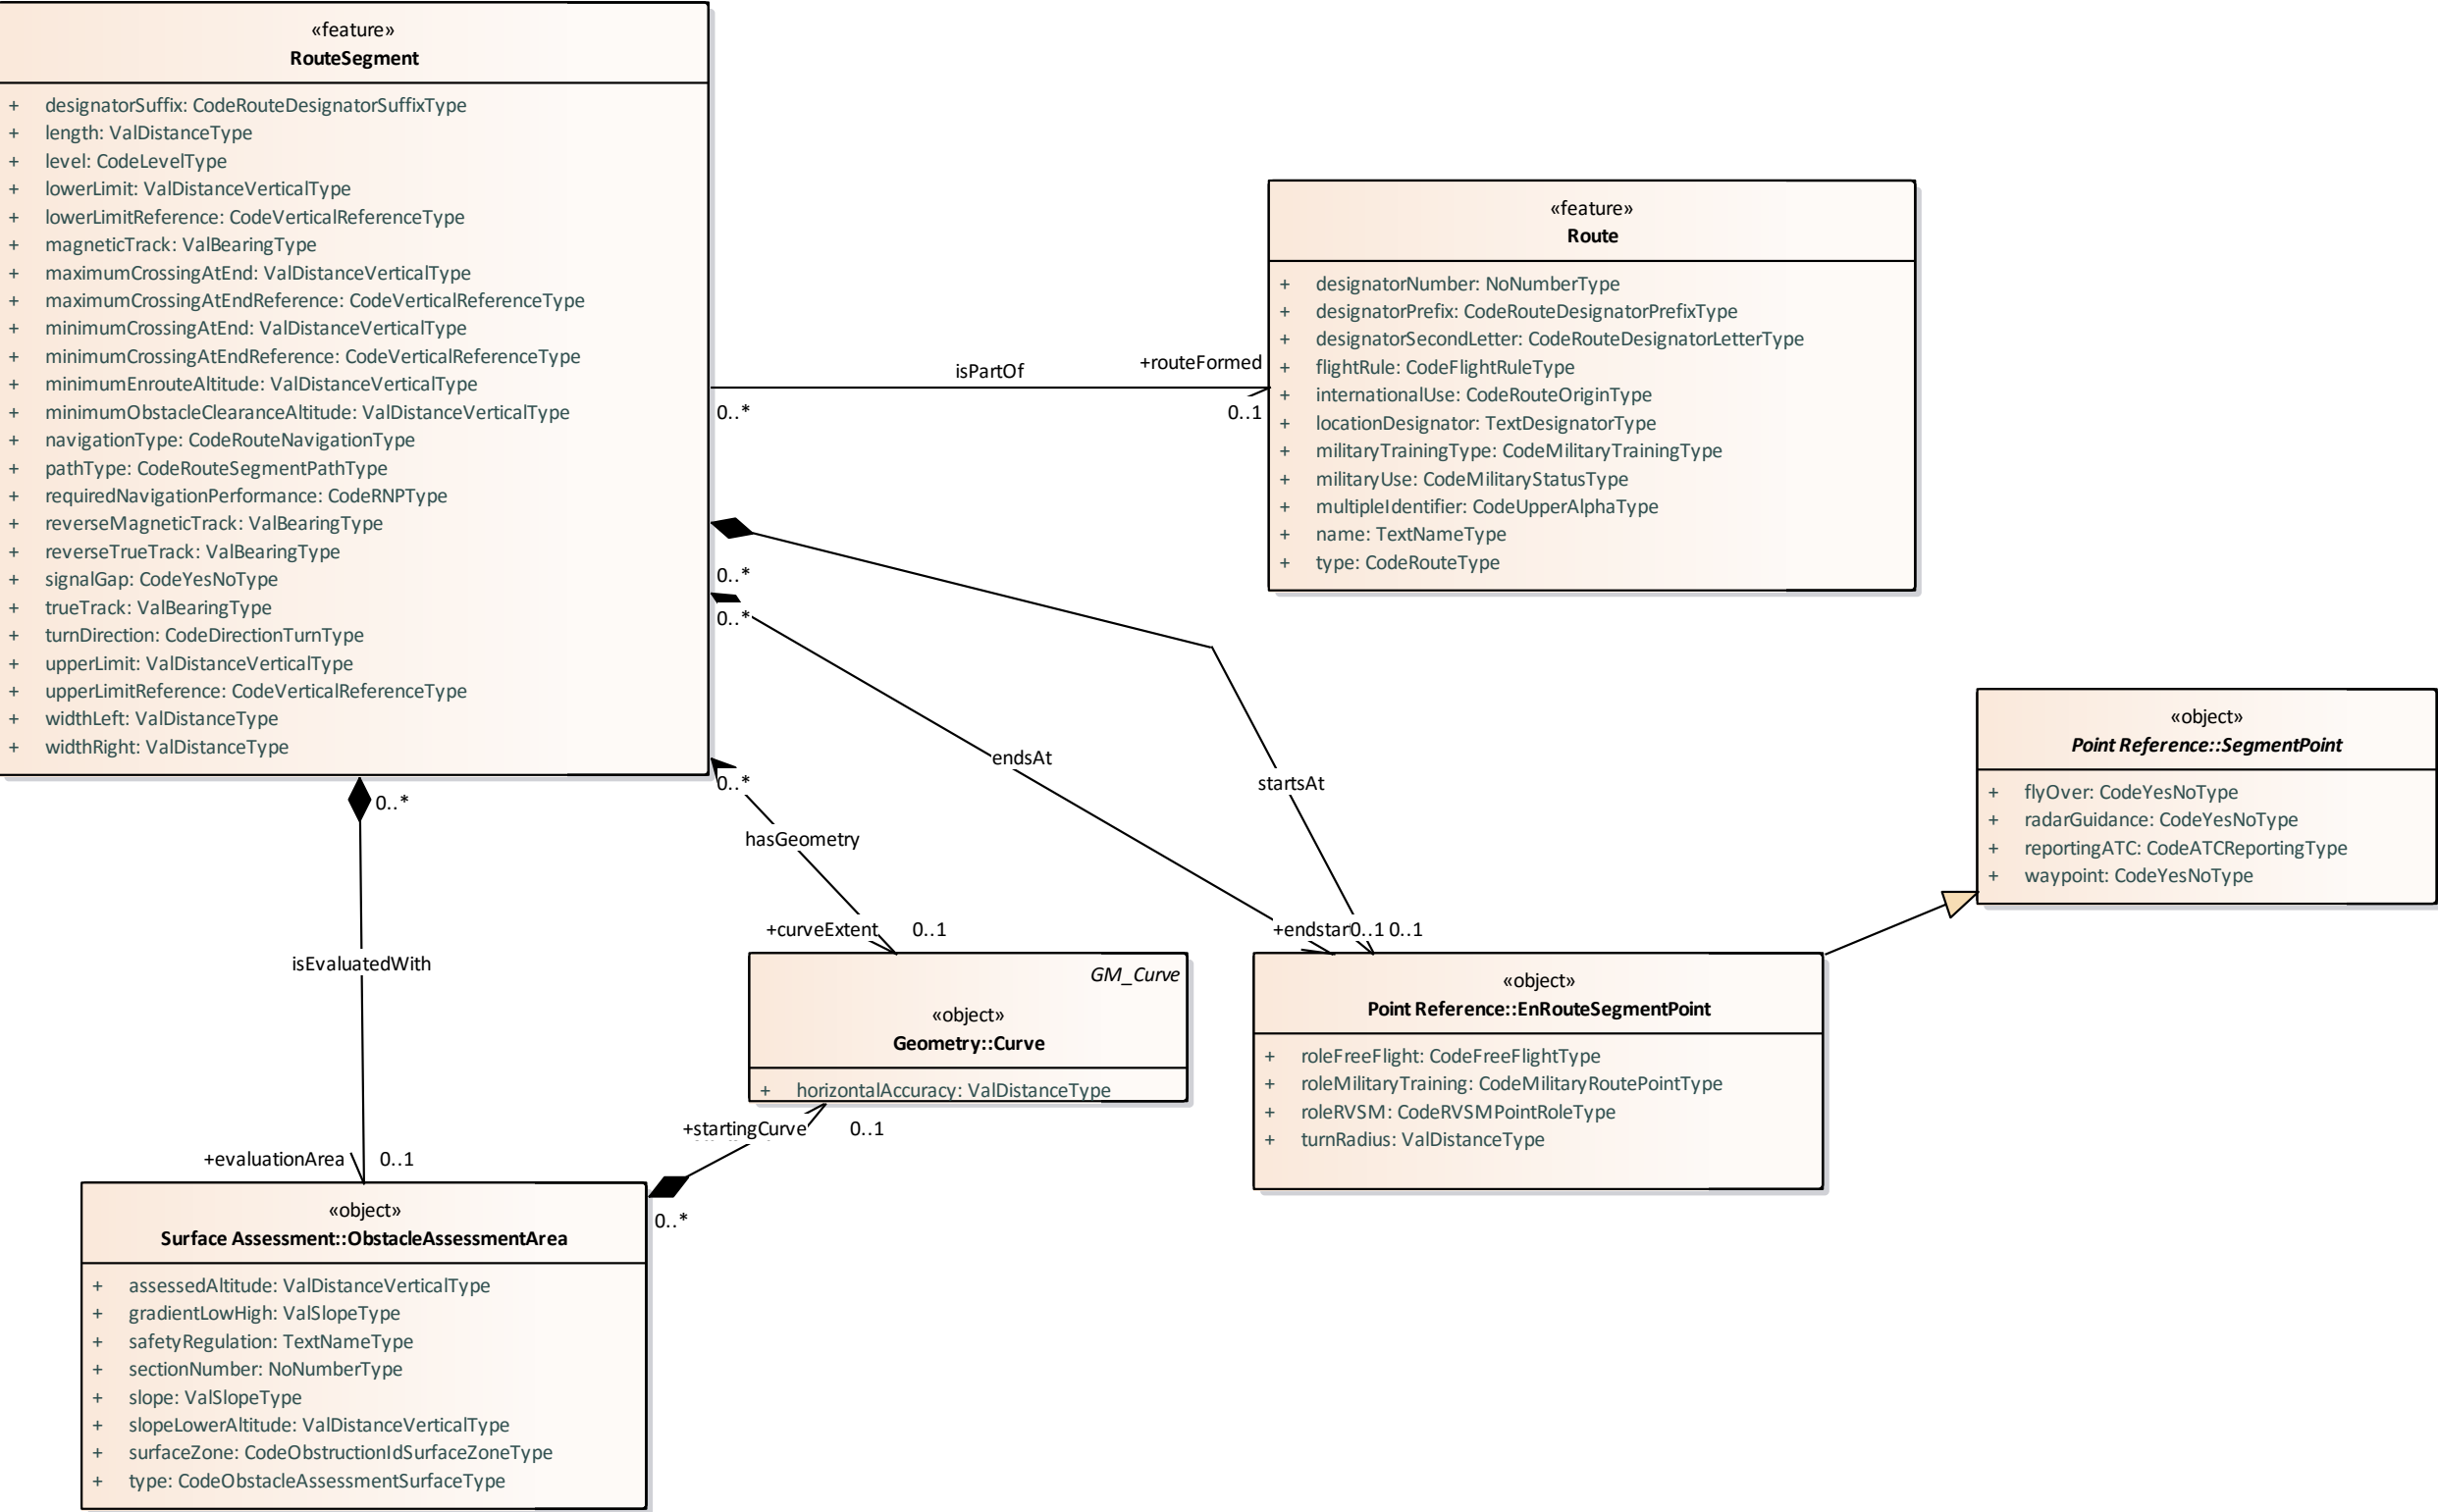 «feature»
RouteSegment
+ designatorSuffix: CodeRouteDesignatorSuffixType
+ length: ValDistanceType
+ level: CodeLevelType
+ lowerLimit: ValDistanceVerticalType
+ lowerLimitReference: CodeVerticalReferenceType
+ magneticTrack: ValBearingType
+ maximumCrossingAtEnd: ValDistanceVerticalType
+ maximumCrossingAtEndReference: CodeVerticalReferenceType
+ minimumCrossingAtEnd: ValDistanceVerticalType
+ minimumCrossingAtEndReference: CodeVerticalReferenceType
+ minimumEnrouteAltitude: ValDistanceVerticalType
+ minimumObstacleClearanceAltitude: ValDistanceVerticalType
+ navigationType: CodeRouteNavigationType
+ pathType: CodeRouteSegmentPathType
+ requiredNavigationPerformance: CodeRNPType
+ reverseMagneticTrack: ValBearingType
+ reverseTrueTrack: ValBearingType
+ signalGap: CodeYesNoType
+ trueTrack: ValBearingType
+ turnDirection: CodeDirectionTurnType
+ upperLimit: ValDistanceVerticalType
+ upperLimitReference: CodeVerticalReferenceType
+ widthLeft: ValDistanceType
+ widthRight: ValDistanceType
isPartOf
+routeFormed
0..*
0..1
«feature»
Route
+ designatorNumber: NoNumberType
+ designatorPrefix: CodeRouteDesignatorPrefixType
+ designatorSecondLetter: CodeRouteDesignatorLetterType
+ flightRule: CodeFlightRuleType
+ internationalUse: CodeRouteOriginType
+ locationDesignator: TextDesignatorType
+ militaryTrainingType: CodeMilitaryTrainingType
+ militaryUse: CodeMilitaryStatusType
+ multipleIdentifier: CodeUpperAlphaType
+ name: TextNameType
+ type: CodeRouteType
0..*
0..*
endsAt
startsAt
0..*
hasGeometry
+curveExtent
0..1
+endstar0..1 0..1
«object»
Point Reference::SegmentPoint
+ flyOver: CodeYesNoType
+ radarGuidance: CodeYesNoType
+ reportingATC: CodeATCReportingType
+ waypoint: CodeYesNoType
0..*
isEvaluatedWith
+evaluationArea
0..1
GM_Curve
«object»
Geometry::Curve
+ horizontalAccuracy: ValDistanceType
+startingCurve
0..1
0..*
«object»
Point Reference::EnRouteSegmentPoint
+ roleFreeFlight: CodeFreeFlightType
+ roleMilitaryTraining: CodeMilitaryRoutePointType
+ roleRVSM: CodeRVSMPointRoleType
+ turnRadius: ValDistanceType
«object»
Surface Assessment::ObstacleAssessmentArea
+ assessedAltitude: ValDistanceVerticalType
+ gradientLowHigh: ValSlopeType
+ safetyRegulation: TextNameType
+ sectionNumber: NoNumberType
+ slope: ValSlopeType
+ slopeLowerAltitude: ValDistanceVerticalType
+ surfaceZone: CodeObstructionIdSurfaceZoneType
+ type: CodeObstacleAssessmentSurfaceType